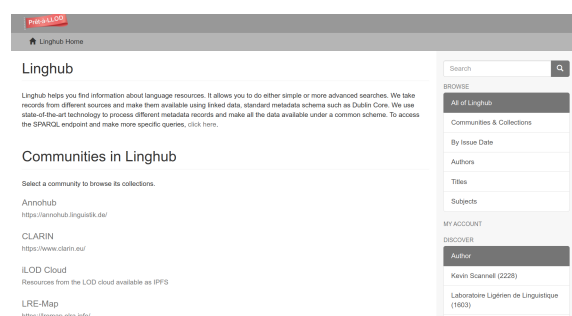 Prêt-à-LLOD
Linghub Home
Linghub
Linghub helps you find information about language resources. It allows you to do either simple or more advanced searches. We take
records from different sources and make them available using linked data, standard metadata schema such as Dublin Core. We use
state-of-the-art technology to process different metadata records and make all the data available under a common scheme. To access
the SPARQL endpoint and make more specific queries, click here.
Communities in Linghub
Select a community to browse its collections.
Annohub
https://annohub.linguistik.de/
CLARIN
https://www.clarin.eu/
iLOD Cloud
Resources from the LOD cloud available as IPFS
LRE-Map
Search
BROWSE
All of Linghub
Communities & Collections
By Issue Date
Authors
Titles
Subjects
MY ACCOUNT
DISCOVER
Author
Kevin Scannell (2228)
Laboratoire Ligérien de Linguistique
(1603)